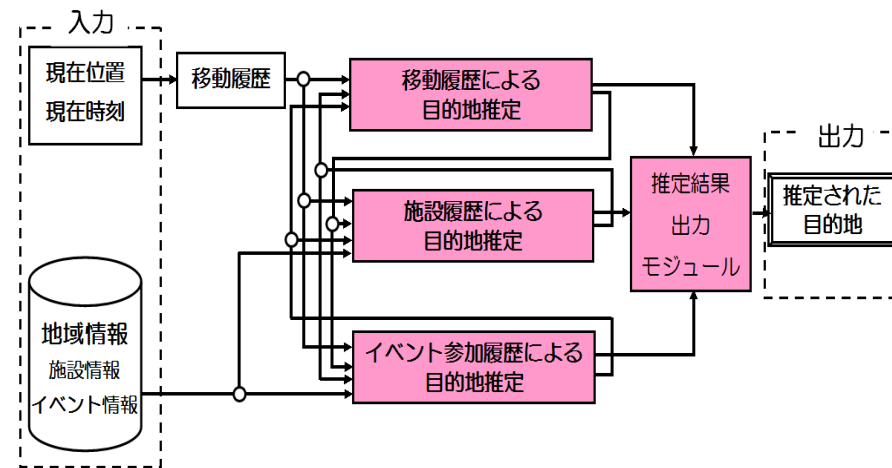 入力
現在位置
現在時刻
移動履歴
地域情報
施設情報
イベント情報
移動履歴による
目的地推定
施設履歴による
目的地推定
イベント参加履歴による
目的地推定
推定結果
出力
モジュール
出力
推定された
目的地